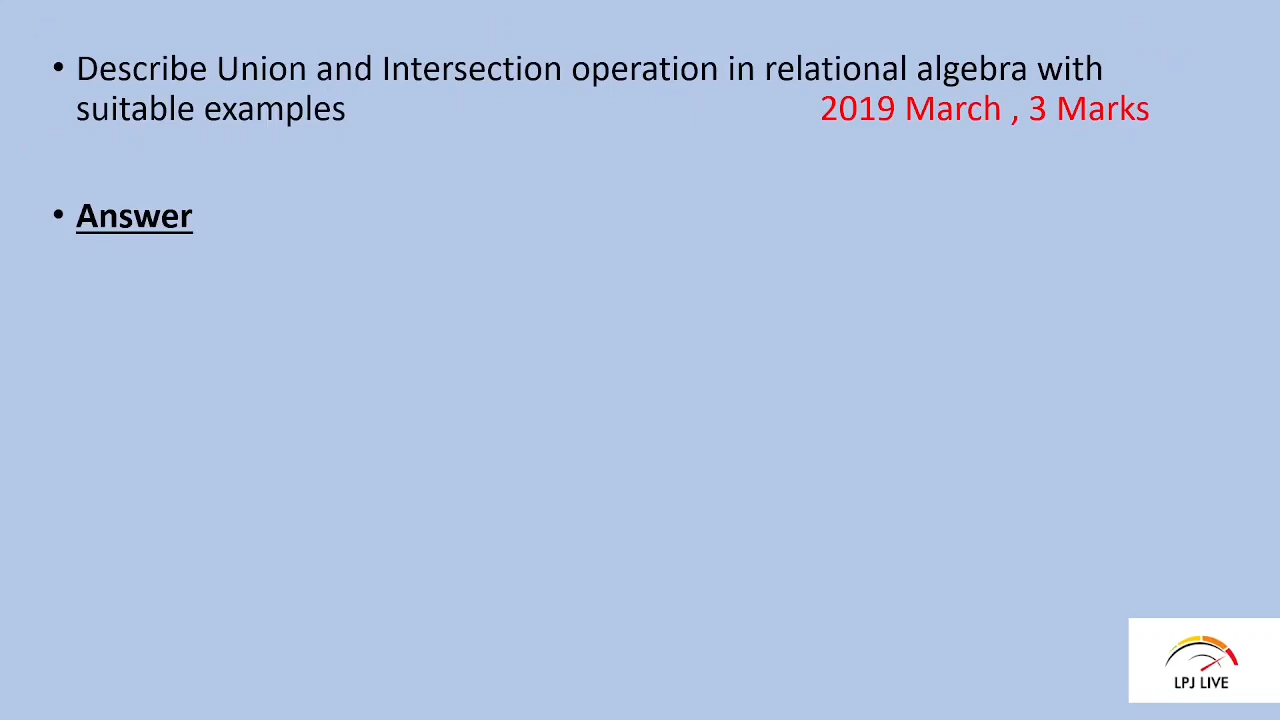 • Describe Union and Intersection operation in relational algebra with
suitable examples 2019 March , 3 Marks
• Answer
LPJ LIVE